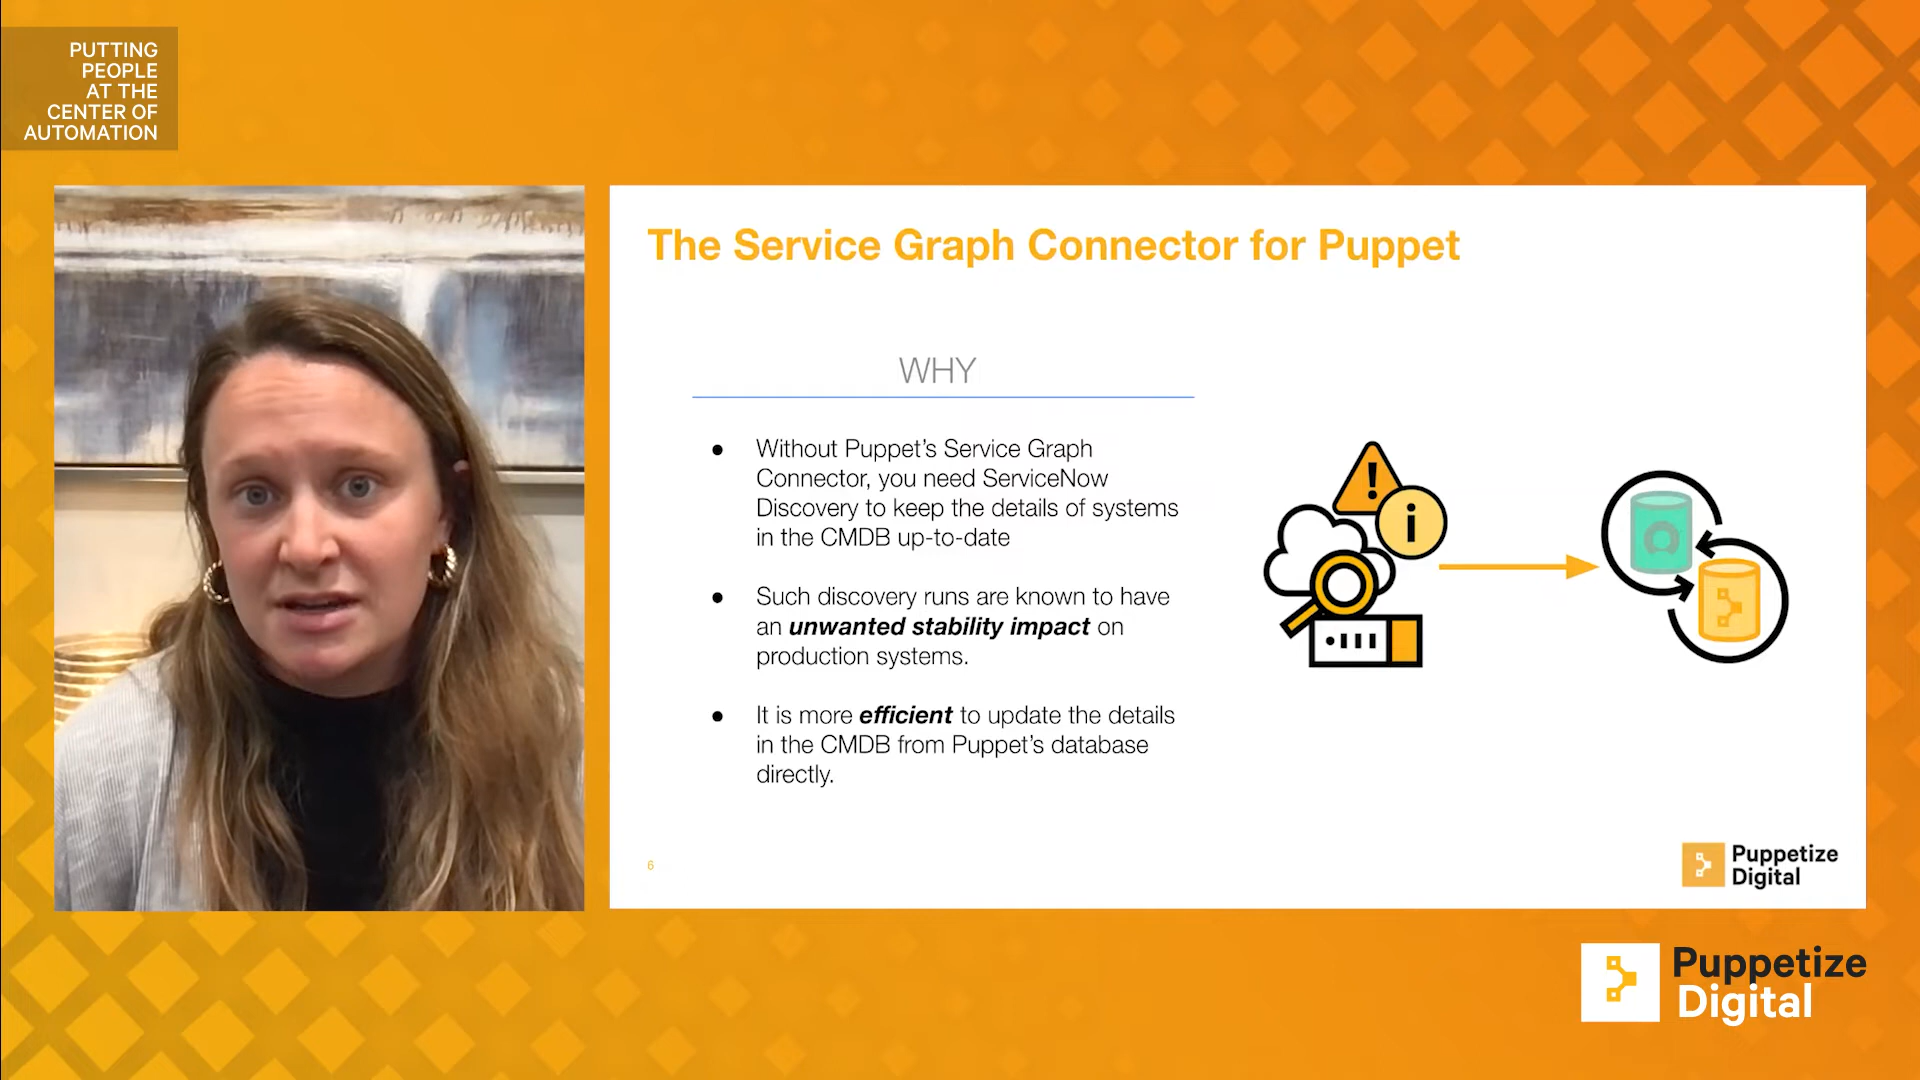 PUTTING
PEOPLE
AT THE
CENTER OF
AUTOMATION
The Service Graph Connector for Puppet
WHY
● Without Puppet’s Service Graph
Connector, you need ServiceNow
Discovery to keep the details of systems
in the CMDB up-to-date
● Such discovery runs are known to have
an unwanted stability impact on
production systems.
● It is more efficient to update the details
in the CMDB from Puppet’s database
directly.
!
i
6
Puppetize
Digital
Puppetize
Digital